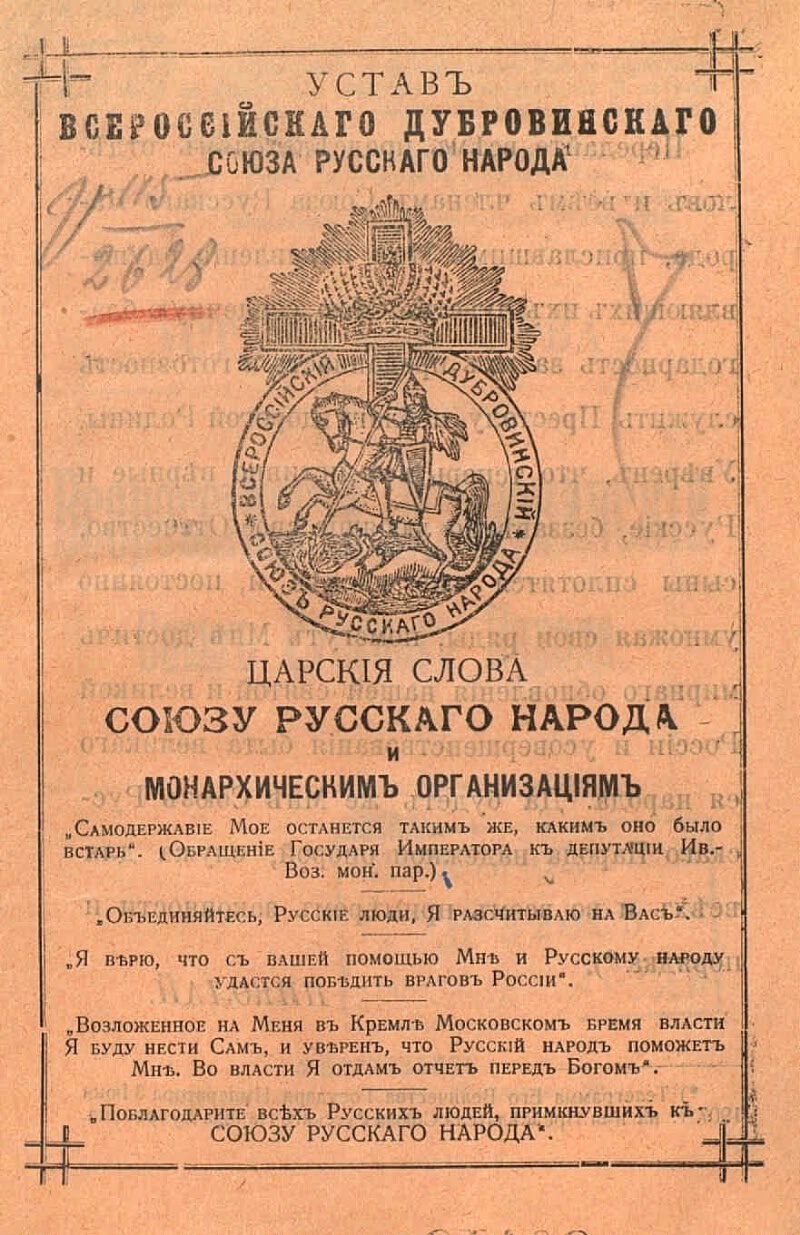 УСТАВЪ
ВСЕРОССІЙСКАГО ДУБРОВИНСКАГО
СОЮЗА РУССКАГО НАРОДА
115
2628
ВСЕРОССІЙСКІЙ ДУБРОВИНСКІЙ
* СОЮЗЪ РУССКАГО НАРОДА *
ЦАРСКІЯ СЛОВА
СОЮЗУ РУССКАГО НАРОДА
И
МОНАРХИЧЕСКИМЪ ОРГАНИЗАЦІЯМЪ
„Самодержавіе Мое останется такимъ же, какимъ оно было
встарь“. (Обращеніе Государя Императора къ депутаціи Ив.-
Воз. мон. пар.)
„Объединяйтесь, Русскіе люди, Я разсчитываю на Васъ“.
„Я вѣрю, что съ вашей помощью Мнѣ и Русскому народу
удастся побѣдить враговъ Россіи“.
„Возложенное на Меня въ Кремлѣ Московскомъ бремя власти
Я буду нести Самъ, и увѣренъ, что Русскій народъ поможетъ
Мнѣ. Во власти Я отдамъ отчетъ передъ Богомъ“.
„Поблагодарите всѣхъ Русскихъ людей, примкнувшихъ къ
СОЮЗУ РУССКАГО НАРОДА“.